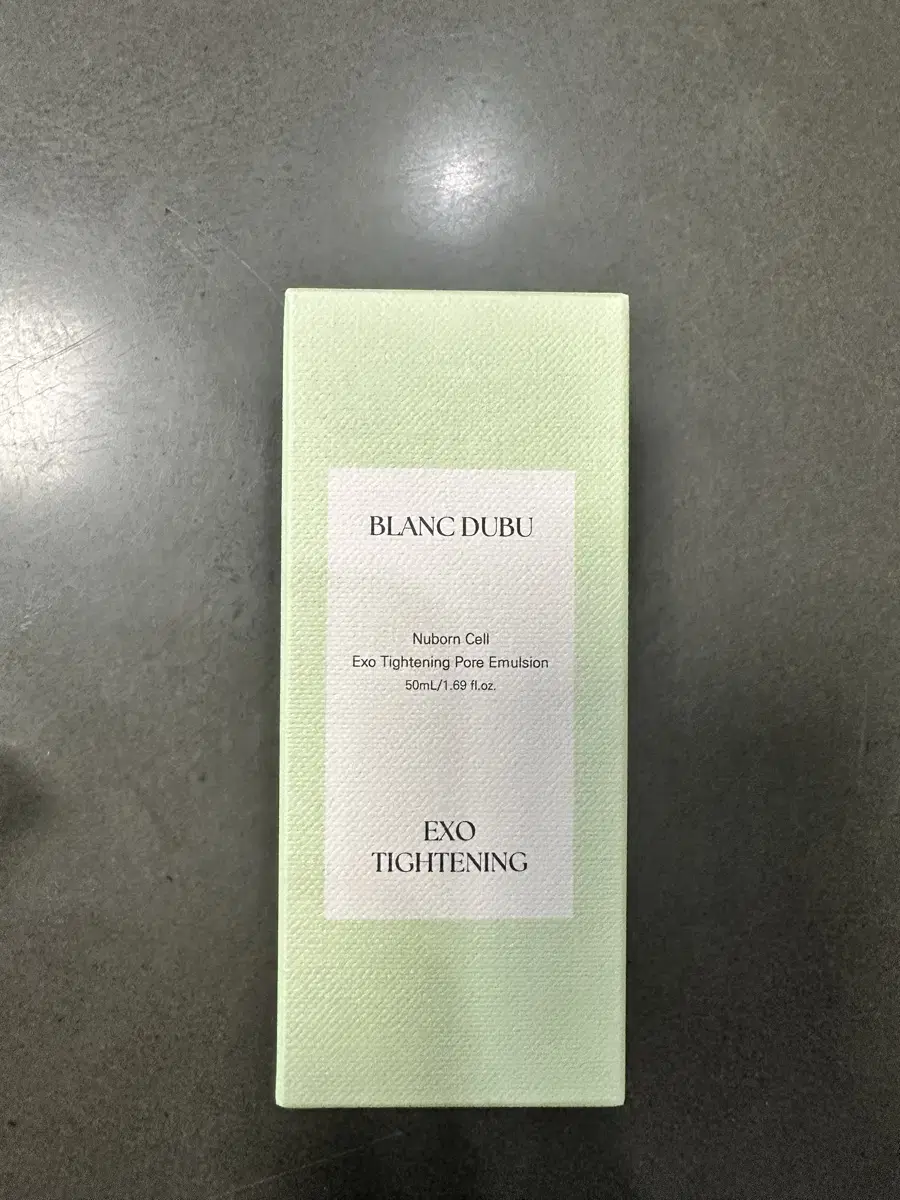 BLANC DUBU
Nuborn Cell
Exo Tightening Pore Emulsion
50mL/1.69 fl.oz.
EXO
TIGHTENING